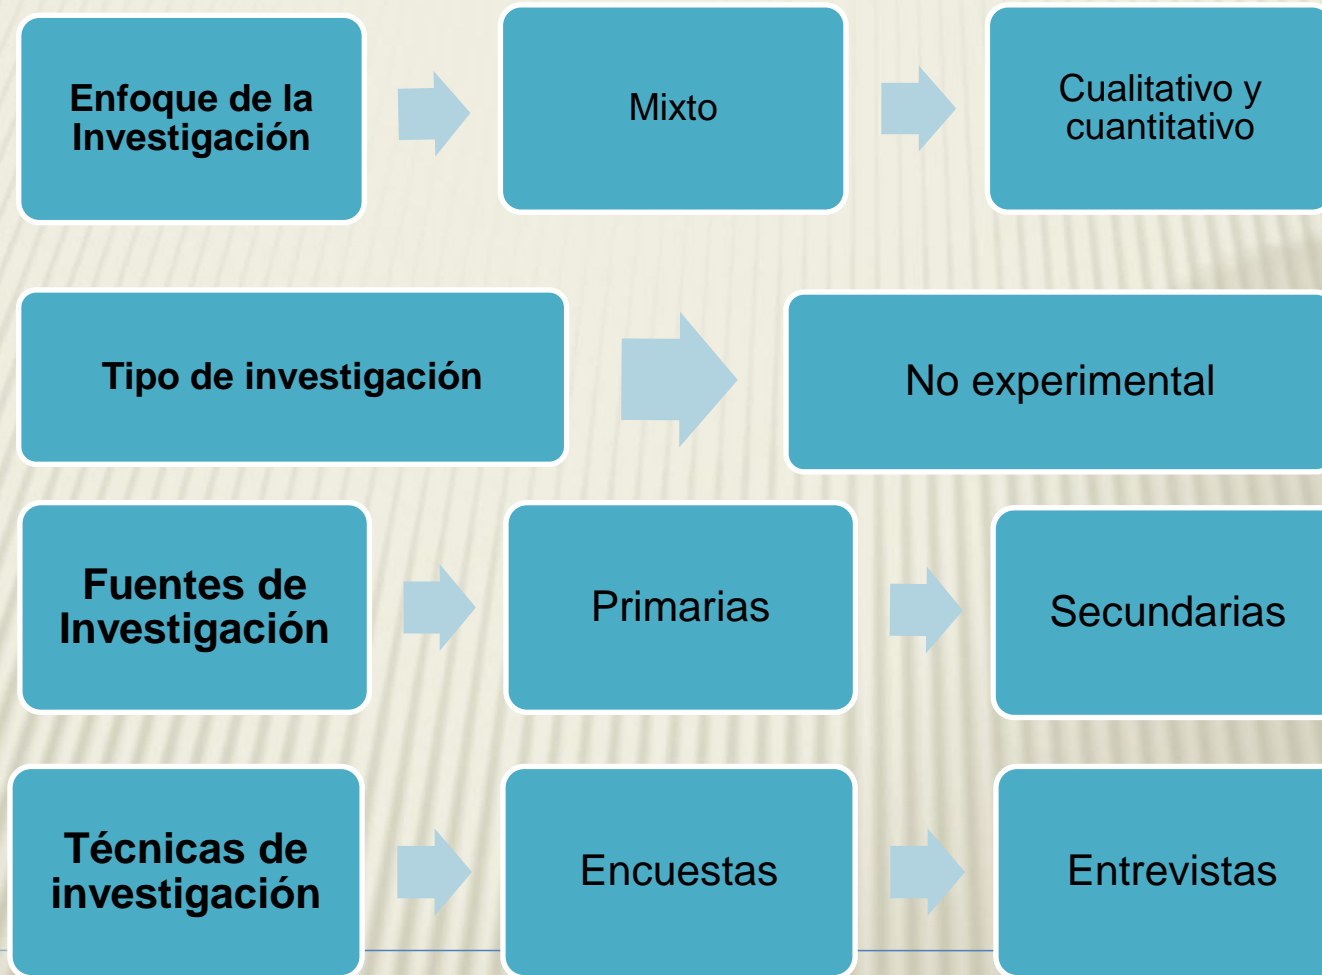 Enfoque de la
Investigación
Mixto
Cualitativo y
cuantitativo
Tipo de investigación
No experimental
Fuentes de
Investigación
Primarias
Secundarias
Técnicas de
investigación
Encuestas
Entrevistas